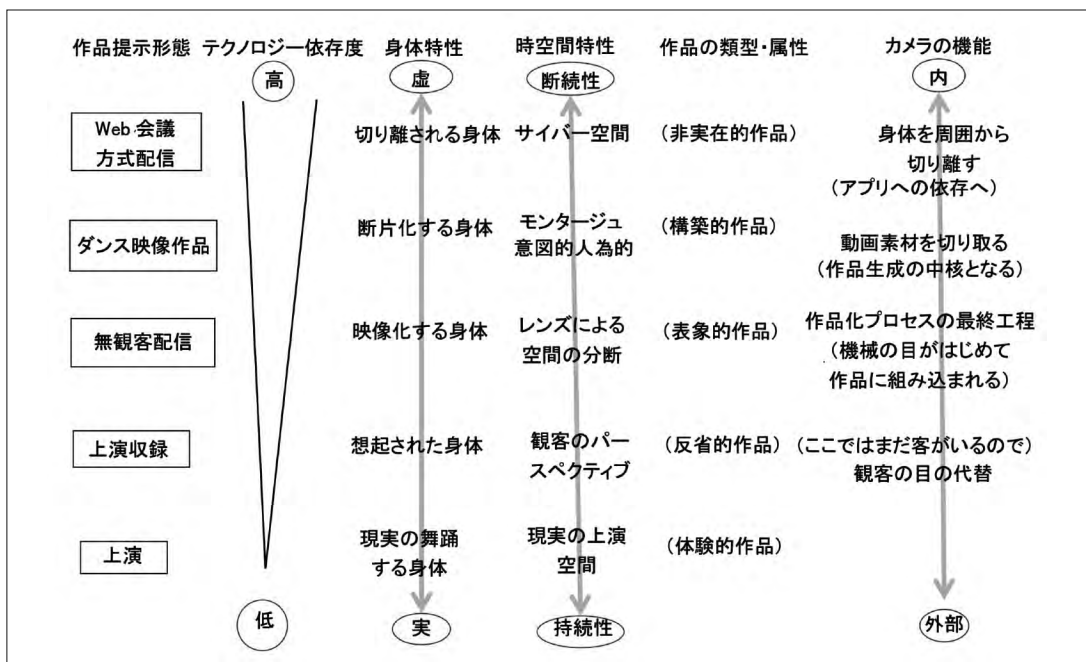 作品提示形態 テクノロジー依存度 身体特性 時空間特性 作品の類型・属性 カメラの機能
高 虚 断続性 内
Web 会議
方式配信
切り離される身体
サイバー空間
(非実在的作品)
身体を周囲から
切り離す
(アプリへの依存へ)
ダンス映像作品
断片化する身体
モンタージュ
意図的人為的
(構築的作品)
動画素材を切り取る
(作品生成の中核となる)
無観客配信
映像化する身体
レンズによる
空間の分断
(表象的作品)
作品化プロセスの最終工程
(機械の目がはじめて
作品に組み込まれる)
上演収録
想起された身体
観客のパー
スペクティブ
(反省的作品)
(ここではまだ客がいるので)
観客の目の代替
上演
現実の舞踊
する身体
現実の上演
空間
(体験的作品)
低 実 持続性 外部